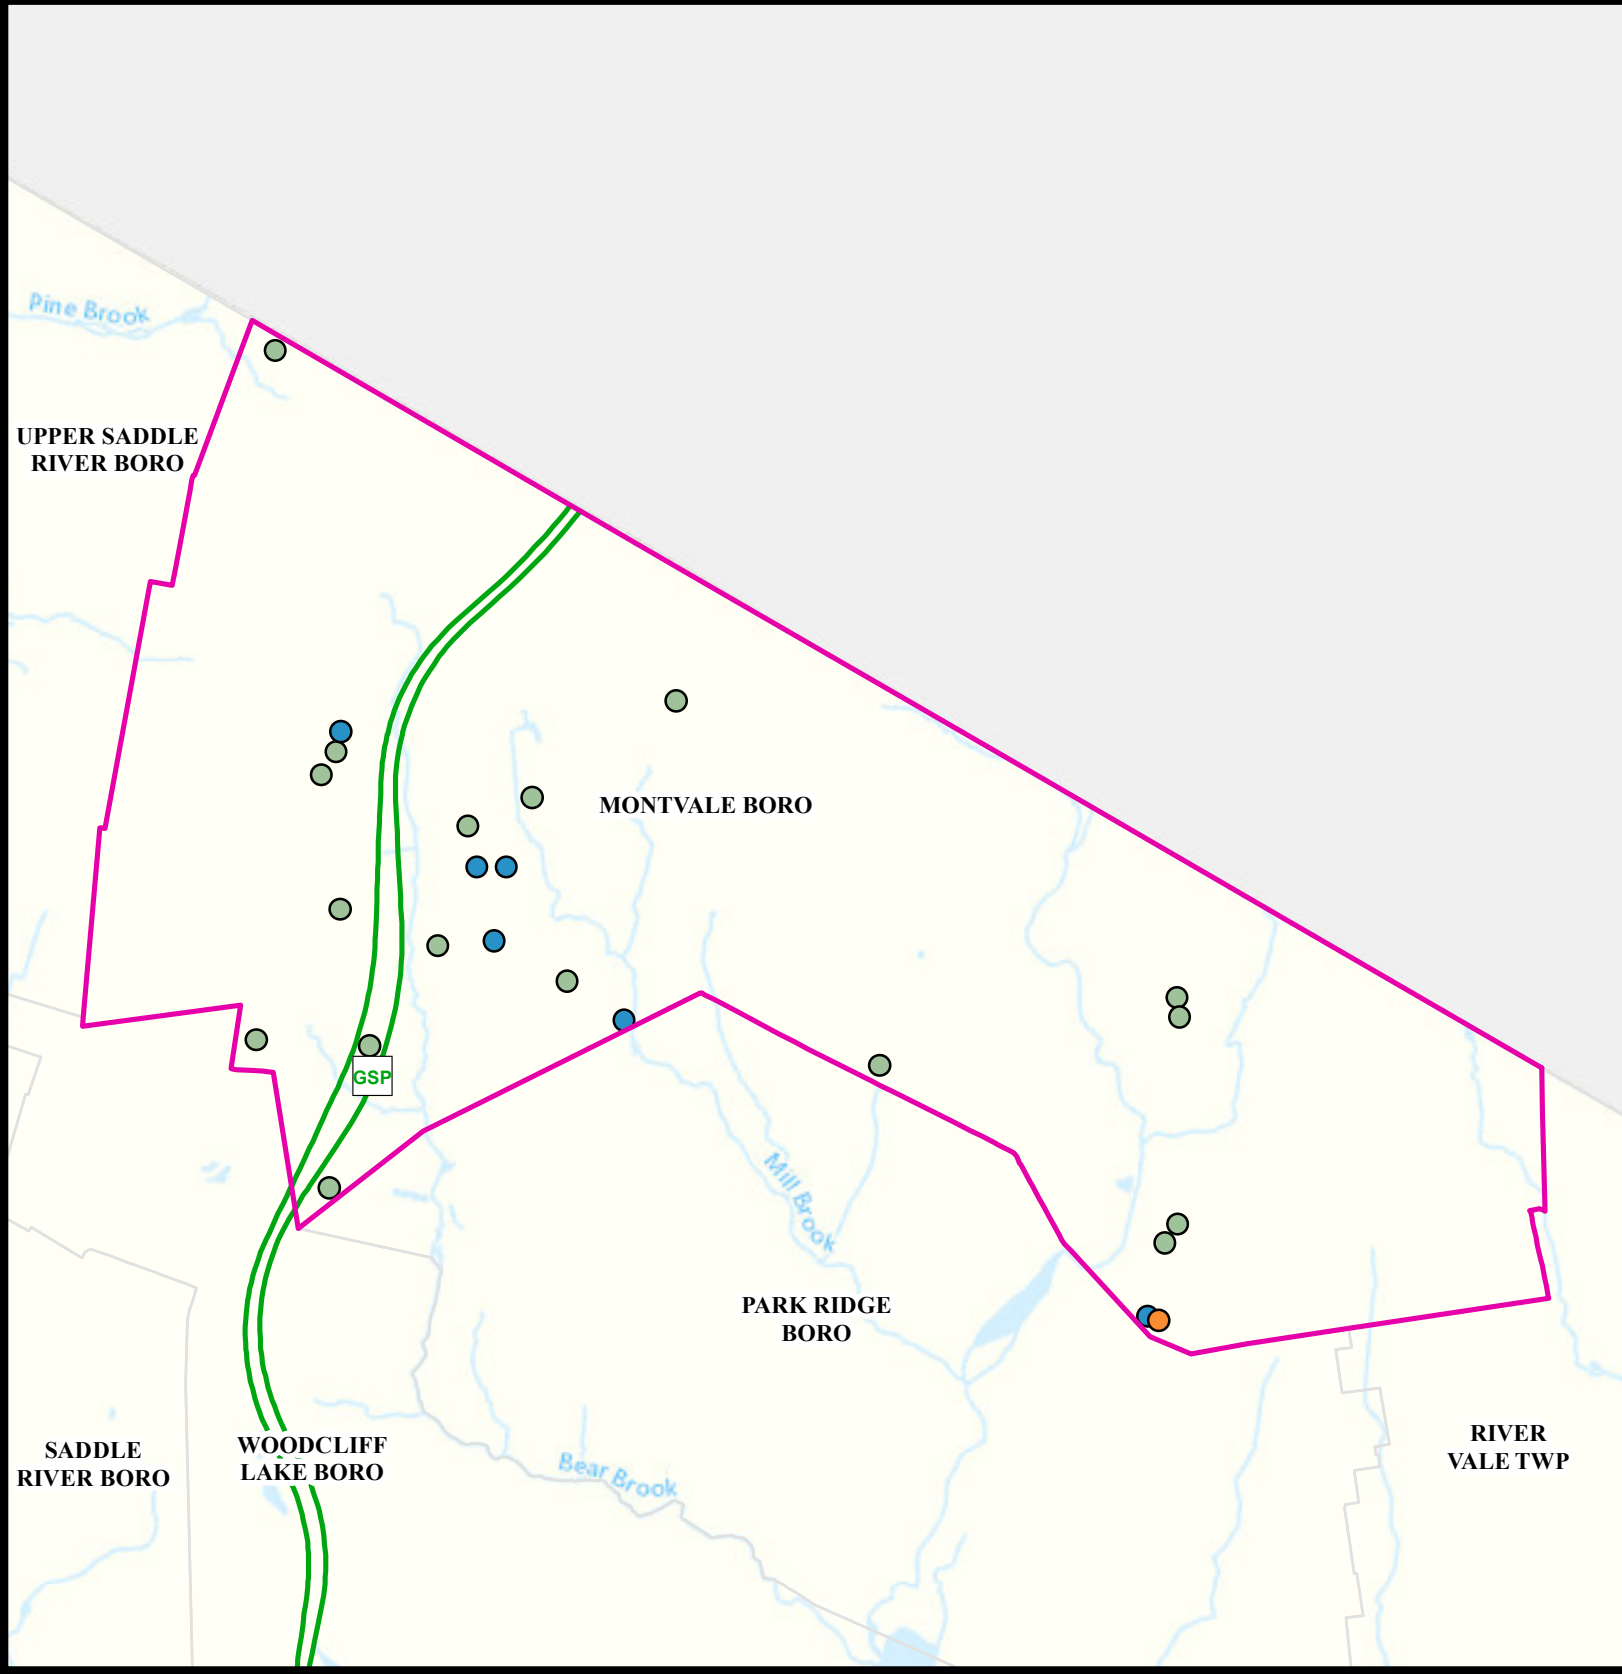 Pine Brook
UPPER SADDLE
RIVER BORO
MONTVALE BORO
GSP
Mill Brook
PARK RIDGE
BORO
SADDLE
RIVER BORO
WOODCLIFF
LAKE BORO
Bear Brook
RIVER
VALE TWP